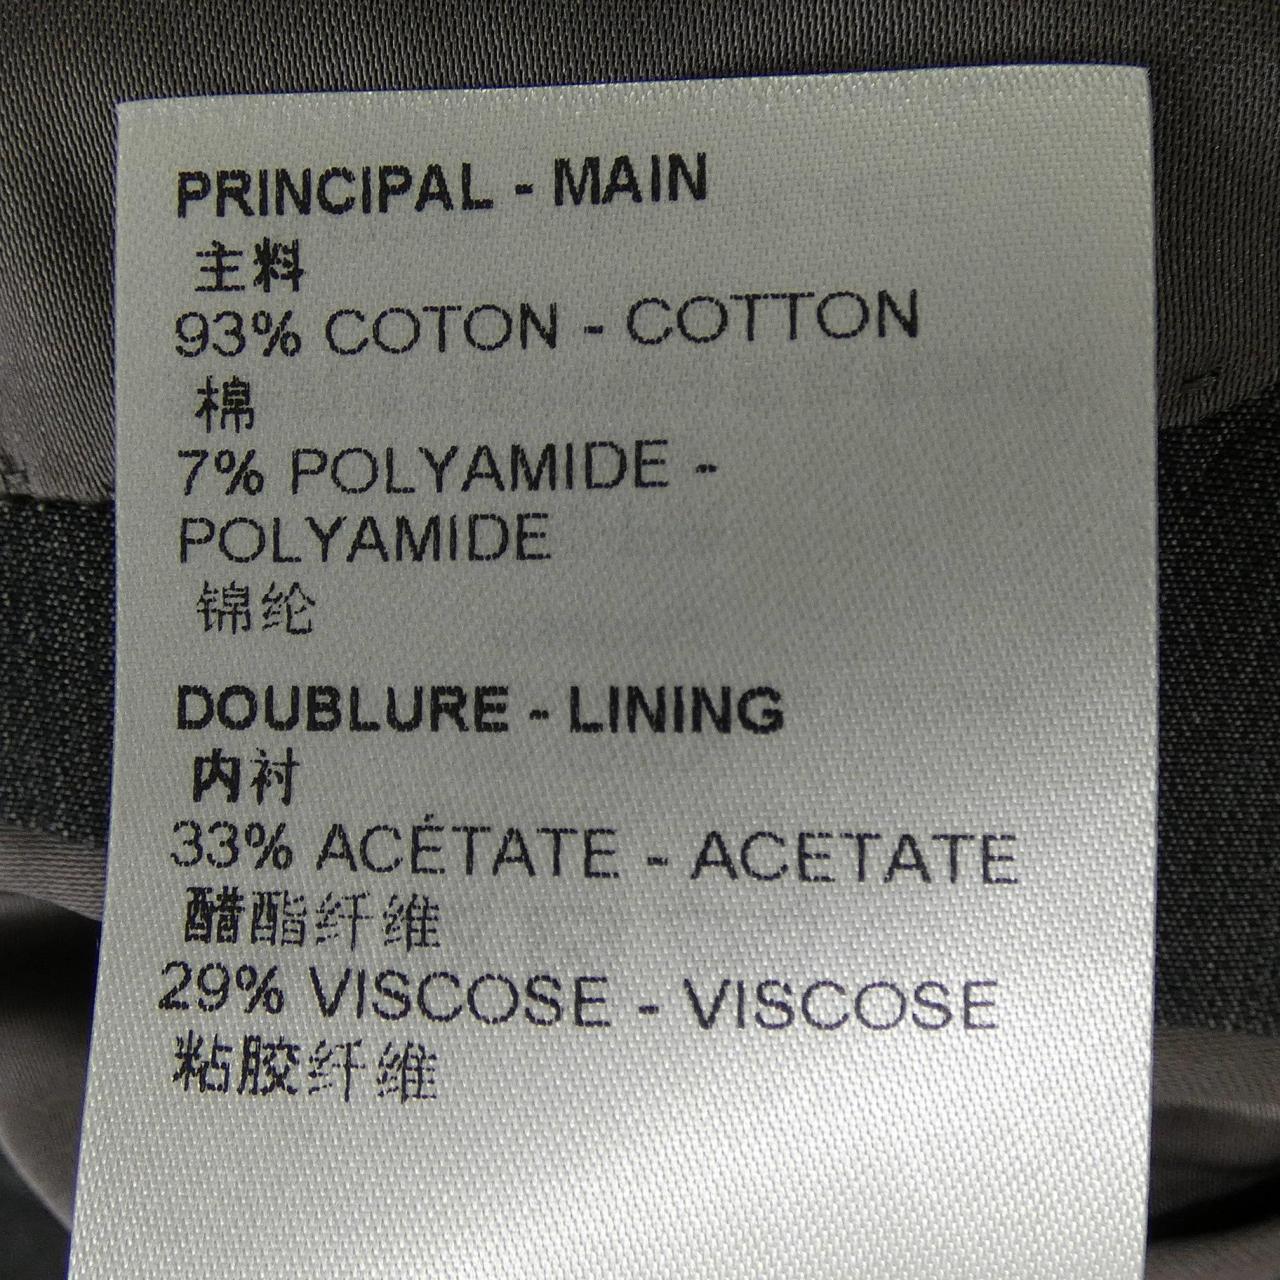 PRINCIPAL - MAIN
主料
93% COTON - COTTON
棉
7% POLYAMIDE -
POLYAMIDE
锦纶
DOUBLURE - LINING
内衬
33% ACÉTATE - ACETATE
醋酯纤维
29% VISCOSE - VISCOSE
粘胶纤维